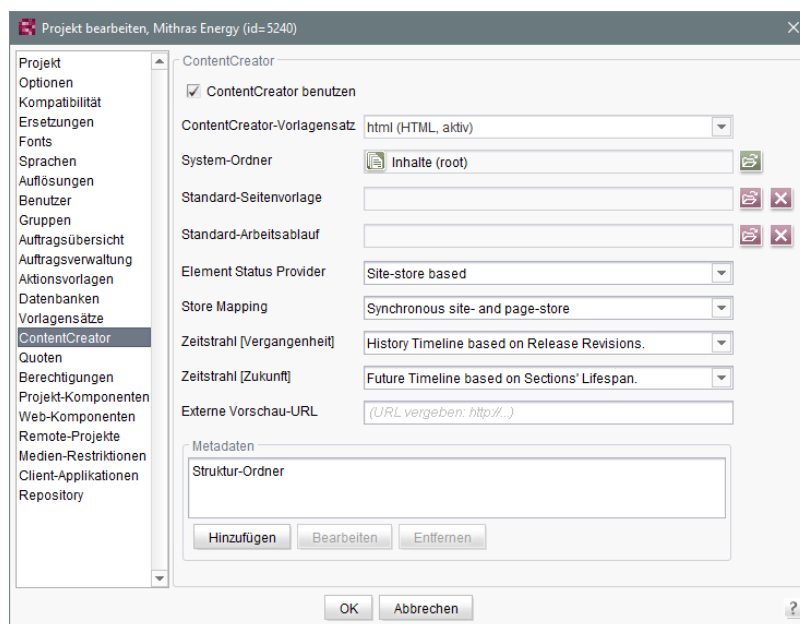 Projekt bearbeiten, Mithras Energy (id=5240)
Projekt
Optionen
Kompatibilität
Ersetzungen
Fonts
Sprachen
Auflösungen
Benutzer
Gruppen
Auftragsübersicht
Auftragsverwaltung
Aktionsvorlagen
Datenbanken
Vorlagensätze
ContentCreator
Quoten
Berechtigungen
Projekt-Komponenten
Web-Komponenten
Remote-Projekte
Medien-Restriktionen
Client-Applikationen
Repository
ContentCreator
ContentCreator benutzen
ContentCreator-Vorlagensatz html (HTML, aktiv)
System-Ordner Inhalte (root)
Standard-Seitenvorlage
Standard-Arbeitsablauf
Element Status Provider Site-store based
Store Mapping Synchronous site- and page-store
Zeitstrahl [Vergangenheit] History Timeline based on Release Revisions.
Zeitstrahl [Zukunft] Future Timeline based on Sections' Lifespan.
Externe Vorschau-URL (URL vergeben: http://...)
Metadaten
Struktur-Ordner
Hinzufügen Bearbeiten Entfernen
OK Abbrechen ?